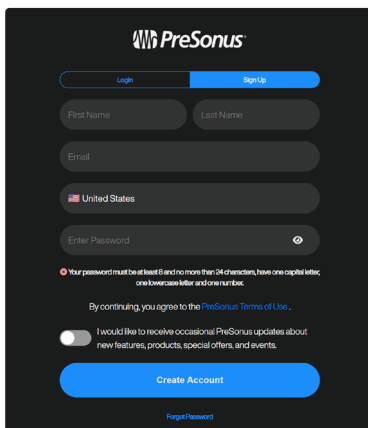 PreSonus
Login
Sign Up
First Name
Last Name
Email
United States
Enter Password
Your password must be at least 8 and no more than 24 characters, have one capital letter,
one lowercase letter and one number.
By continuing, you agree to the PreSonus Terms of Use .
I would like to receive occasional PreSonus updates about
new features, products, special offers, and events.
Create Account
Forgot Password